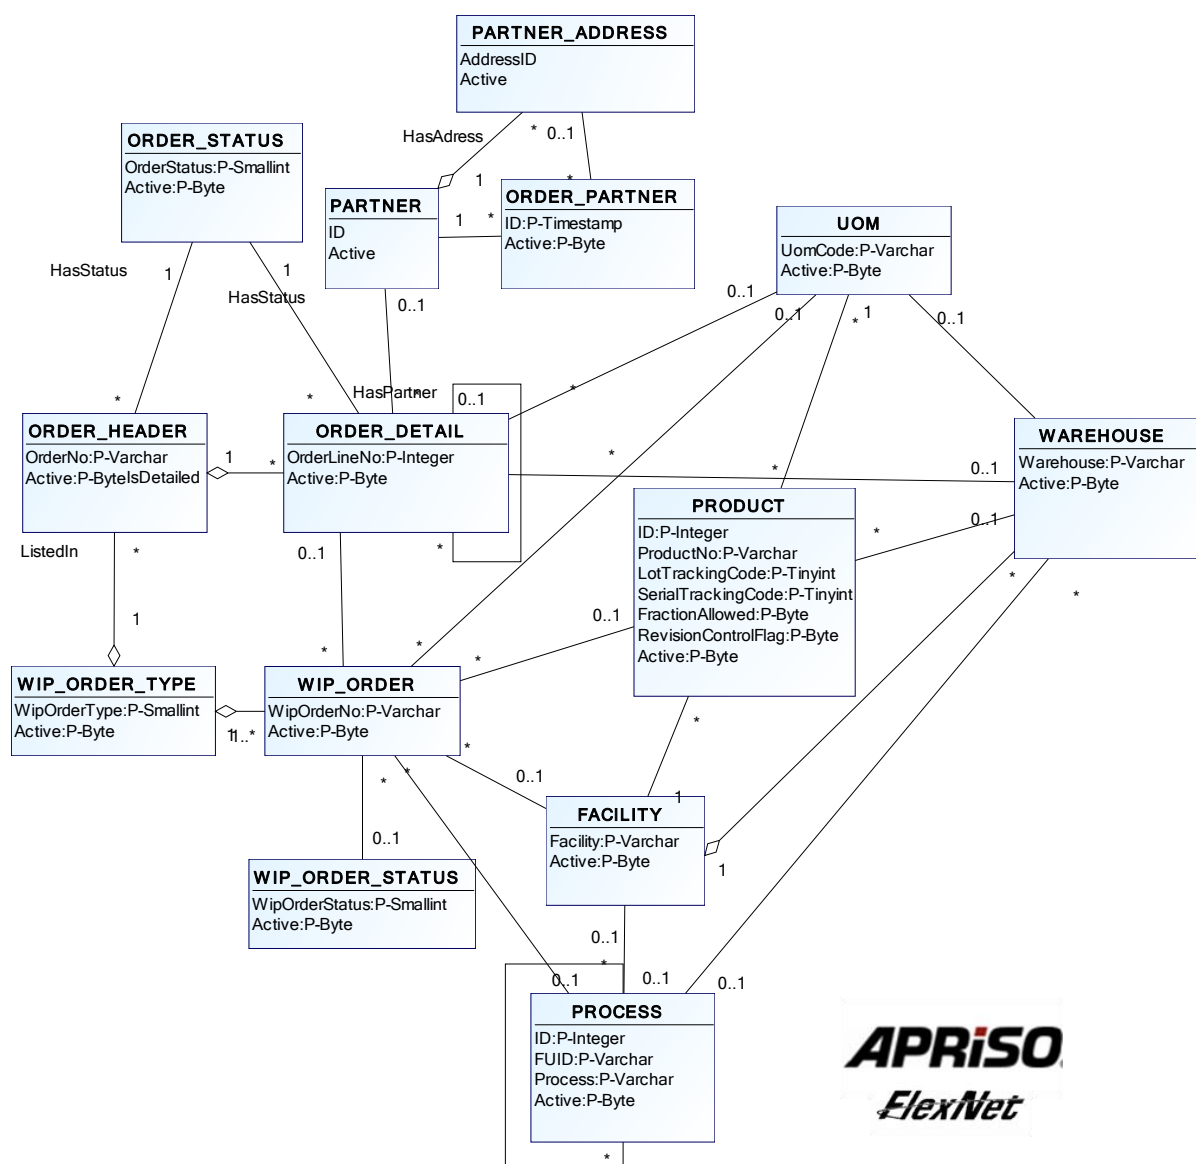 PARTNER_ADDRESS
AddressID
Active
HasAdress
*
0..1
1
*
ORDER_STATUS
OrderStatus:P-Smallint
Active:P-Byte
PARTNER
ID
Active
1
*
ORDER_PARTNER
ID:P-Timestamp
Active:P-Byte
UOM
UomCode:P-Varchar
Active:P-Byte
HasStatus
1
1
HasStatus
0..1
0..1
0..1
*
1
0..1
*
*
HasPartner
*
*
0..1
ORDER_HEADER
OrderNo:P-Varchar
Active:P-ByteIsDetailed
1
*
ORDER_DETAIL
OrderLineNo:P-Integer
Active:P-Byte
*
*
0..1
WAREHOUSE
Warehouse:P-Varchar
Active:P-Byte
PRODUCT
ID:P-Integer
ProductNo:P-Varchar
LotTrackingCode:P-Tinyint
SerialTrackingCode:P-Tinyint
FractionAllowed:P-Byte
RevisionControlFlag:P-Byte
Active:P-Byte
*
0..1
ListedIn
*
0..1
*
*
*
1
0..1
*
*
*
WIP_ORDER_TYPE
WipOrderType:P-Smallint
Active:P-Byte
1
1..*
WIP_ORDER
WipOrderNo:P-Varchar
Active:P-Byte
*
*
*
*
0..1
1
FACILITY
Facility:P-Varchar
Active:P-Byte
1
0..1
WIP_ORDER_STATUS
WipOrderStatus:P-Smallint
Active:P-Byte
0..1
*
0..1
0..1
0..1
PROCESS
ID:P-Integer
FUID:P-Varchar
Process:P-Varchar
Active:P-Byte
*
APRiSO
FlexNet